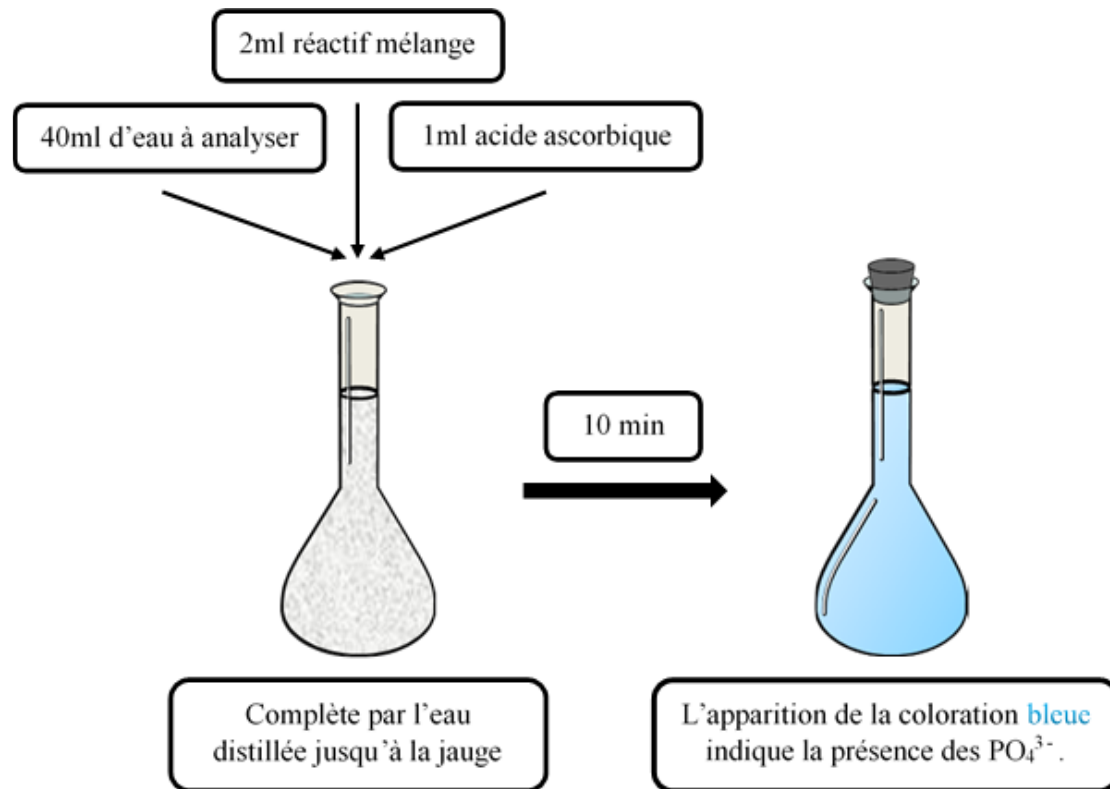 2ml réactif mélange
40ml d'eau à analyser
1ml acide ascorbique
10 min
Complète par l'eau
distillée jusqu'à la jauge
L'apparition de la coloration bleue
indique la présence des PO₄³⁻.